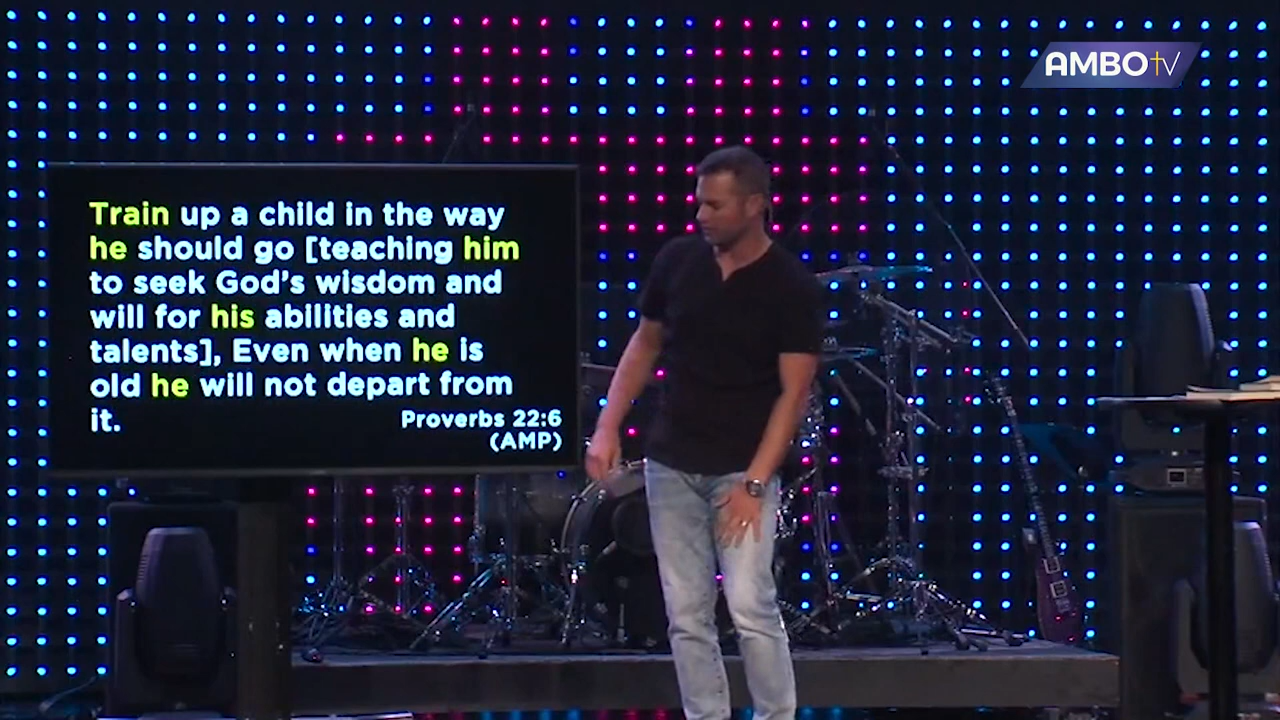 AMBOtv
Train up a child in the way
he should go [teaching him
to seek God's wisdom and
will for his abilities and
talents], Even when he is
old he will not depart from
it.
Proverbs 22:6
(AMP)